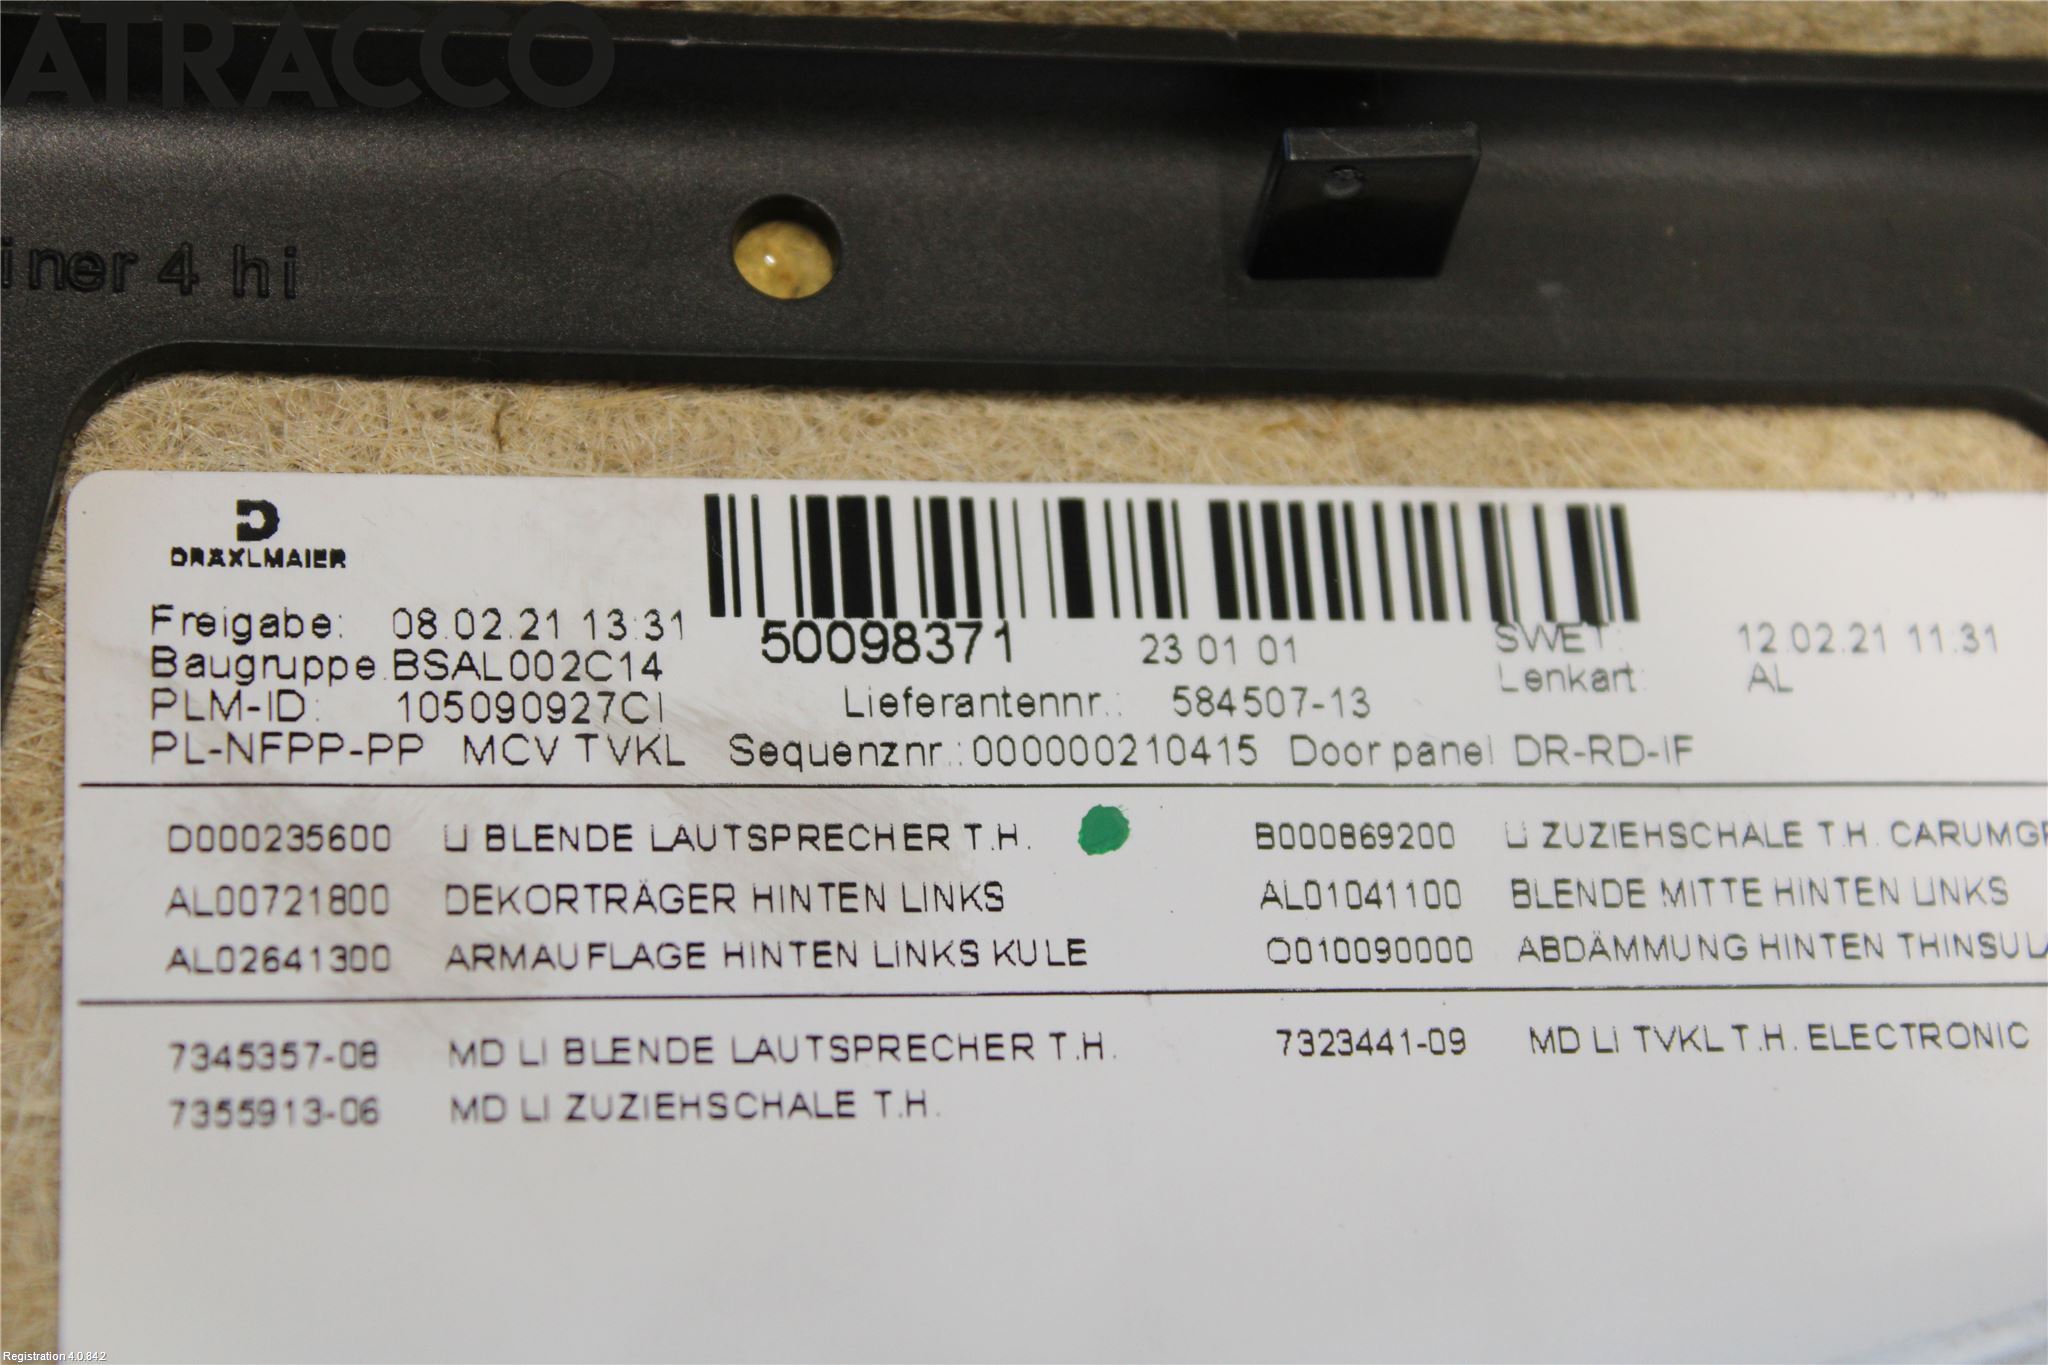 ATRACCO
iner 4 hi
DRÄXLMAIER
Freigabe: 08.02.21 13:31
50098371 23 01 01
SWET: 12.02.21 11:31
Baugruppe: BSAL002C14
Lenkart: AL
PLM-ID: 105090927CI Lieferantennr.: 584507-13
PL-NFPP-PP MCV TVKL Sequenznr.: 000000210415 Door panel DR-RD-IF
D000235600 LI BLENDE LAUTSPRECHER T.H. B000869200 LI ZUZIEHSCHALE T.H.
AL00721800 DEKORTRÄGER HINTEN LINKS AL01041100 BLENDE MITTE HINTEN LINKS
AL02641300 ARMAUFLAGE HINTEN LINKS KULE O010090000 ABDÄMMUNG HINTEN THINSULA
7345357-08 MD LI BLENDE LAUTSPRECHER T.H. 7323441-09 MD LI TVKL T.H. ELECTRONIC
7355913-06 MD LI ZUZIEHSCHALE T.H.
Registration 4.0.84.2